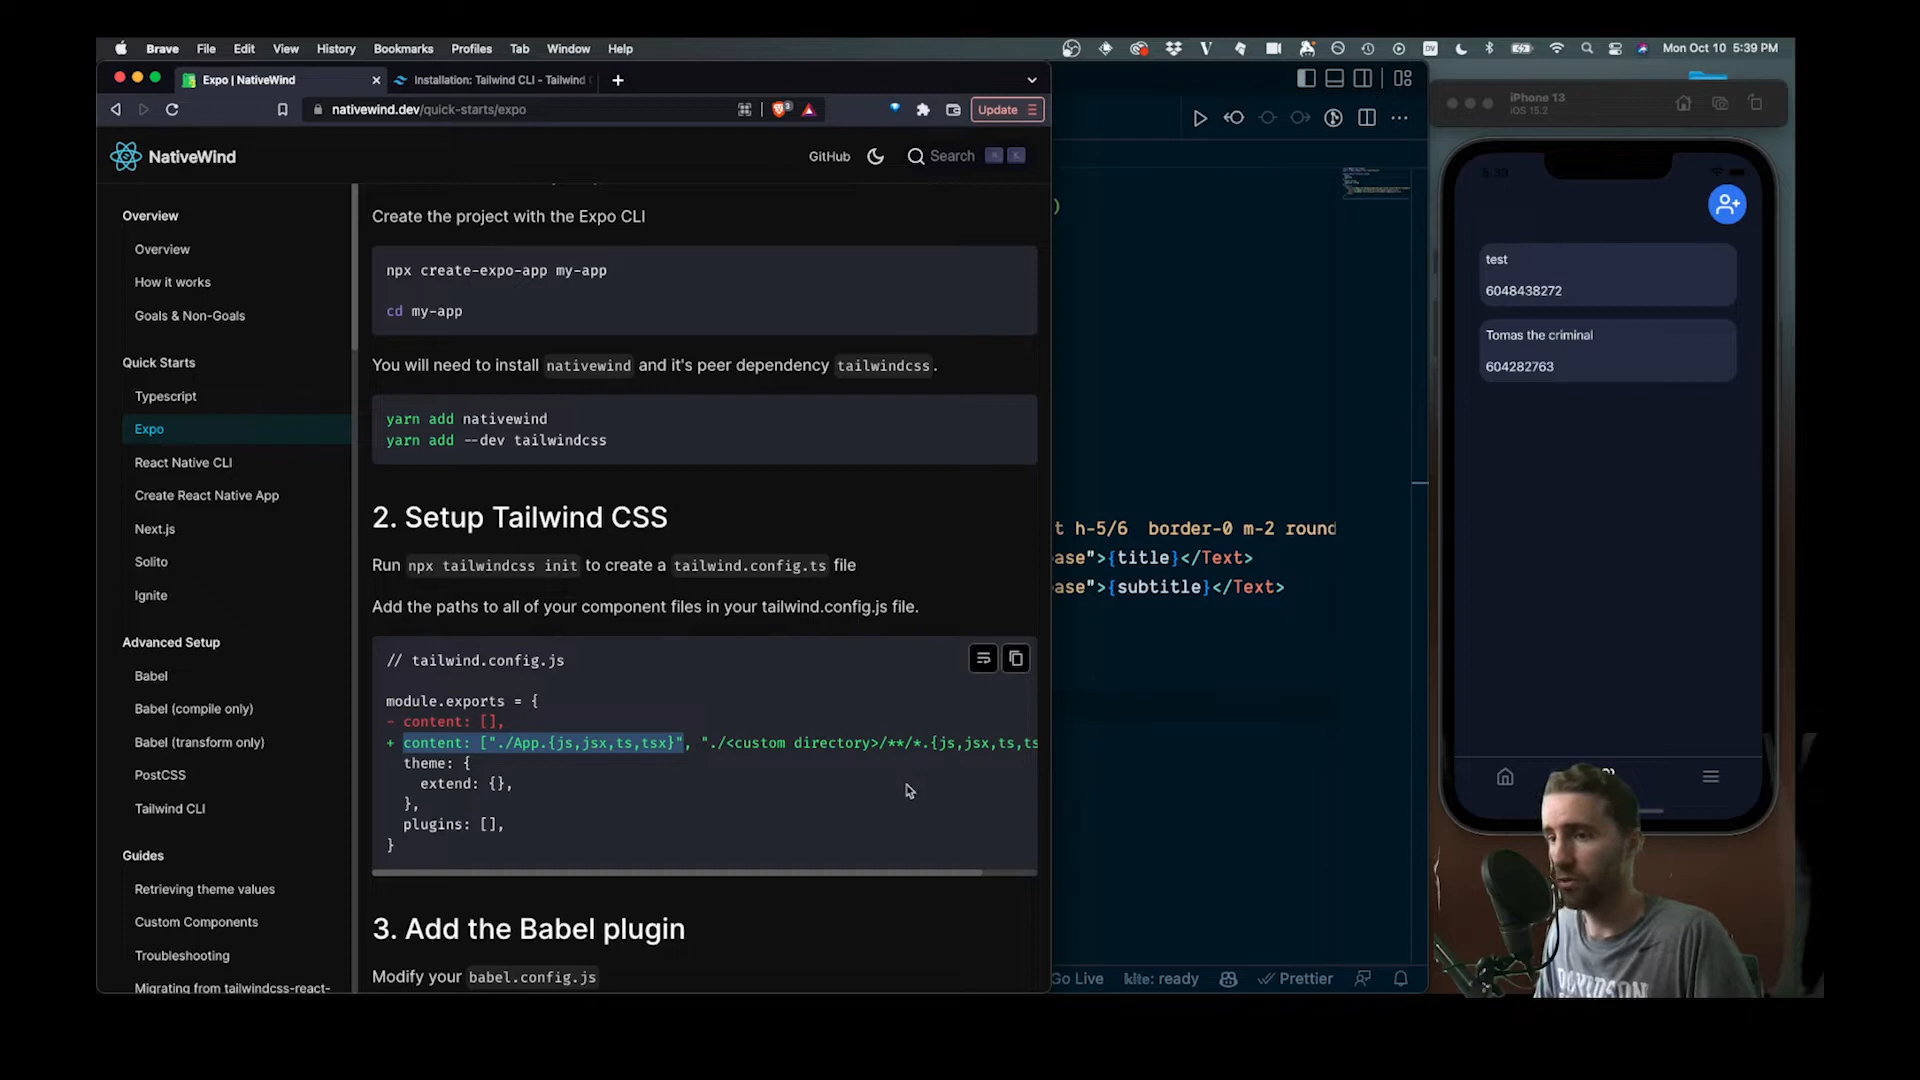 Brave File Edit View History Bookmarks Profiles Tab Window Help
Mon Oct 10 5:39 PM
Expo | NativeWind
Installation: Tailwind CLI - Tailwind
nativewind.dev/quick-starts/expo
Update
NativeWind
GitHub
Search
Overview
Overview
How it works
Goals & Non-Goals
Quick Starts
Typescript
Expo
React Native CLI
Create React Native App
Next.js
Solito
Ignite
Advanced Setup
Babel
Babel (compile only)
Babel (transform only)
PostCSS
Tailwind CLI
Guides
Retrieving theme values
Custom Components
Troubleshooting
Migrating from tailwindcss-react-
Create the project with the Expo CLI
npx create-expo-app my-app
cd my-app
You will need to install nativewind and it's peer dependency tailwindcss.
yarn add nativewind
yarn add --dev tailwindcss
2. Setup Tailwind CSS
Run npx tailwindcss init to create a tailwind.config.ts file
Add the paths to all of your component files in your tailwind.config.js file.
// tailwind.config.js
module.exports = {
- content: [],
+ content: ["./App.{js,jsx,ts,tsx}", "./<custom directory>/**/*.{js,jsx,ts,ts
theme: {
extend: {},
},
plugins: [],
}
3. Add the Babel plugin
Modify your babel.config.js
)
t h-5/6 border-0 m-2 round
ase">{title}</Text>
ase">{subtitle}</Text>
Go Live kite: ready Prettier
iPhone 13
iOS 15.2
5:39
test
6048438272
Tomas the criminal
604282763